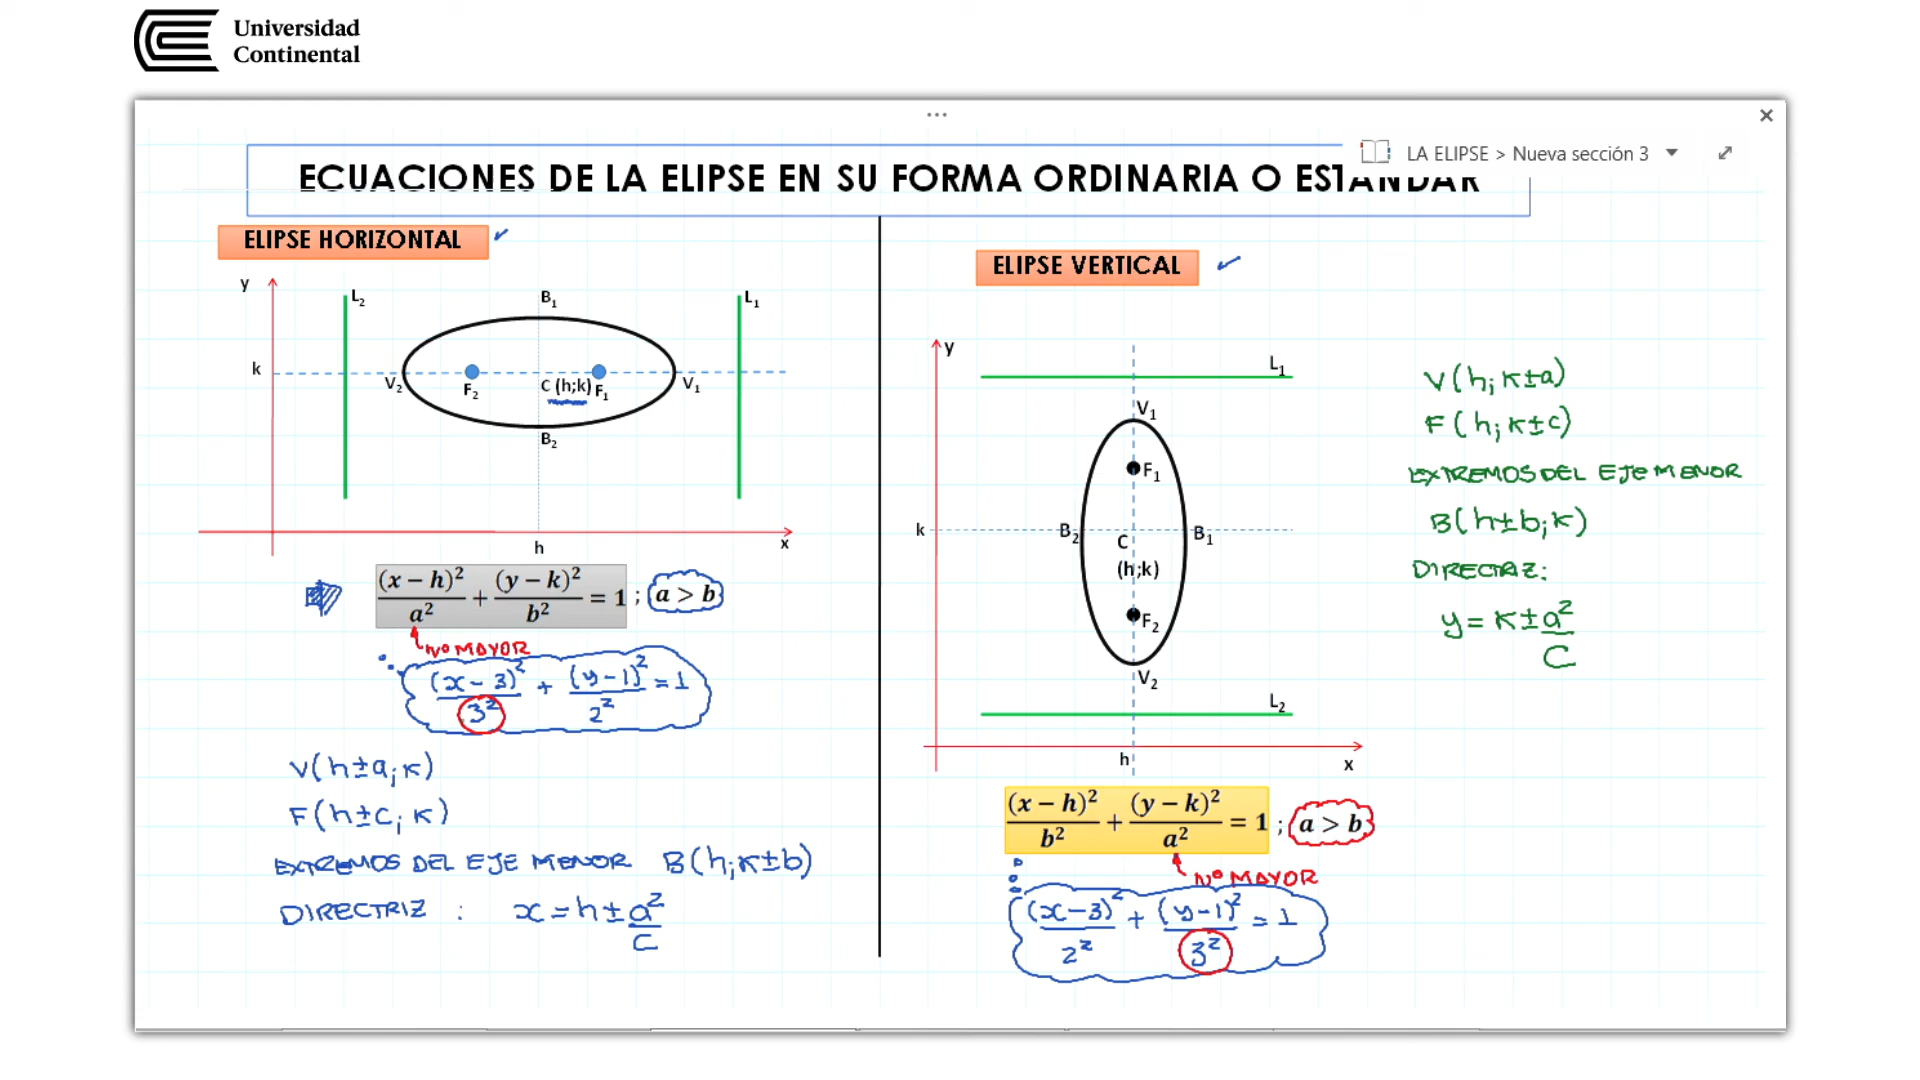 Universidad
Continental
LA ELIPSE > Nueva sección 3
ECUACIONES DE LA ELIPSE EN SU FORMA ORDINARIA O ESTÁNDAR
ELIPSE HORIZONTAL
y
L₂
B₁
L₁
k
V₂
F₂
C (h;k)
F₁
V₁
B₂
h
x
(x − h)²/a² + (y − k)²/b² = 1 ; a > b
Nº MAYOR
(x − 3)²/3² + (y − 1)²/2² = 1
V(h±a; k)
F(h±c; k)
EXTREMOS DEL EJE MENOR B(h; k±b)
DIRECTRIZ : x = h ± a²/c
ELIPSE VERTICAL
y
L₁
V₁
F₁
k
B₂
C
B₁
(h;k)
F₂
V₂
L₂
h
x
(x − h)²/b² + (y − k)²/a² = 1 ; a > b
Nº MAYOR
(x−3)²/2² + (y−1)²/3² = 1
V(h; k±a)
F(h; k±c)
EXTREMOS DEL EJE MENOR
B(h±b; k)
DIRECTRIZ:
y = k ± a²/c